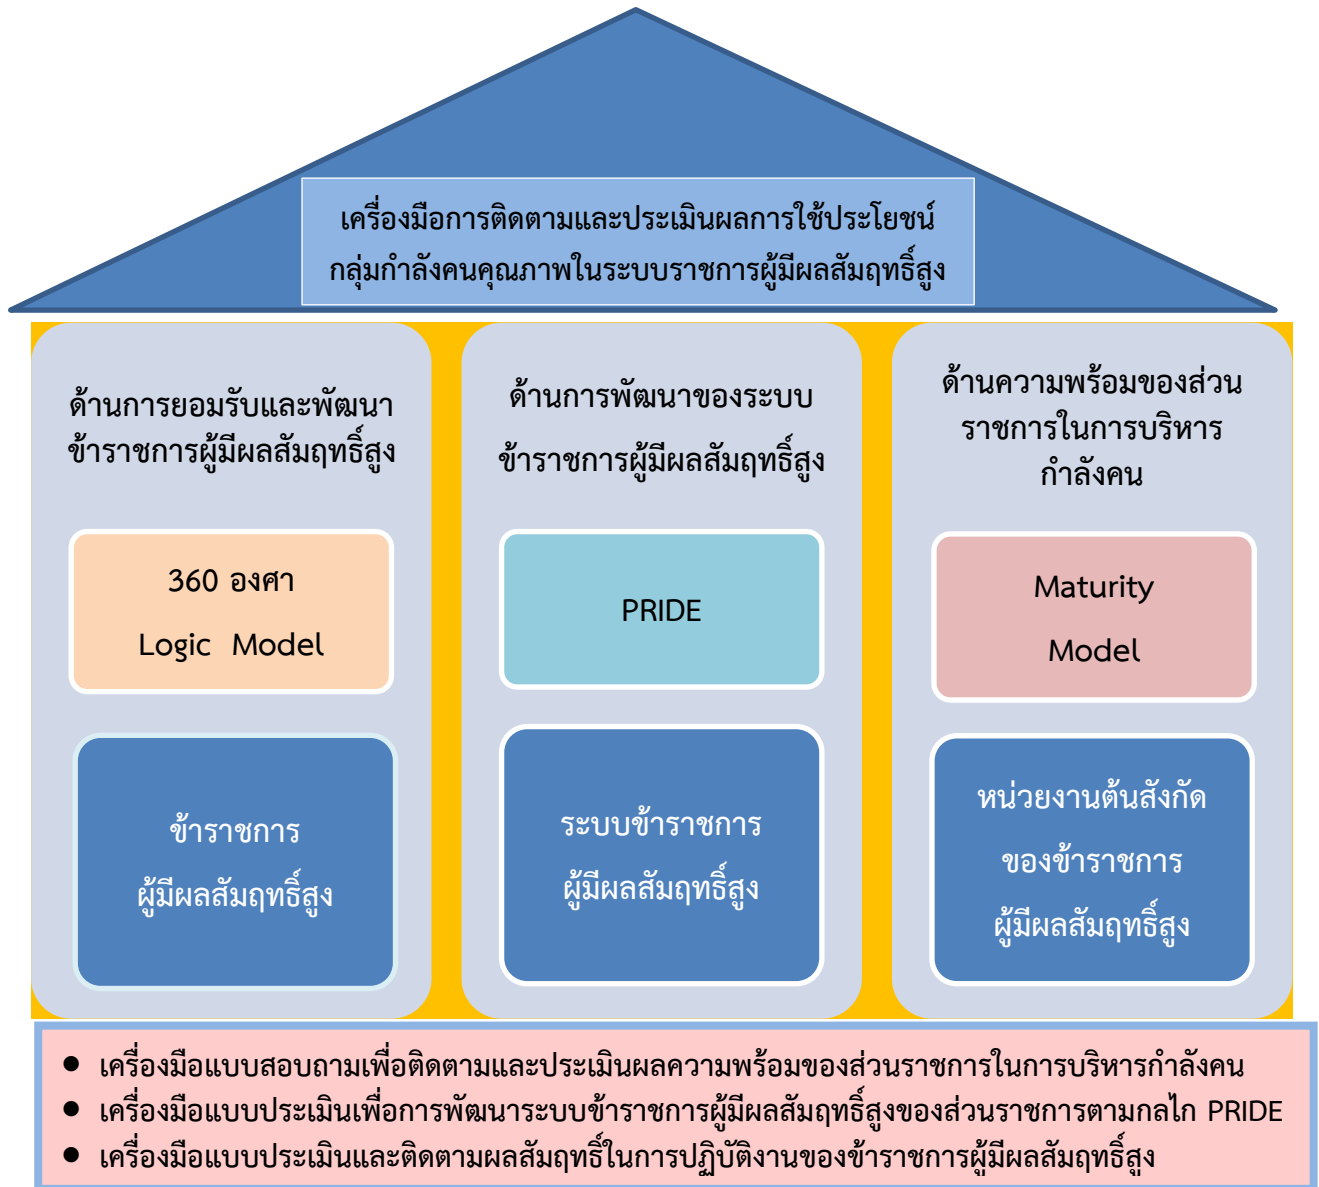 เครื่องมือการติดตามและประเมินผลการใช้ประโยชน์
กลุ่มกำลังคนคุณภาพในระบบราชการผู้มีผลสัมฤทธิ์สูง
ด้านการยอมรับและพัฒนา
ข้าราชการผู้มีผลสัมฤทธิ์สูง
360 องศา
Logic Model
ข้าราชการ
ผู้มีผลสัมฤทธิ์สูง
ด้านการพัฒนาของระบบ
ข้าราชการผู้มีผลสัมฤทธิ์สูง
PRIDE
ระบบข้าราชการ
ผู้มีผลสัมฤทธิ์สูง
ด้านความพร้อมของส่วน
ราชการในการบริหาร
กำลังคน
Maturity
Model
หน่วยงานต้นสังกัด
ของข้าราชการ
ผู้มีผลสัมฤทธิ์สูง
● เครื่องมือแบบสอบถามเพื่อติดตามและประเมินผลความพร้อมของส่วนราชการในการบริหารกำลังคน
● เครื่องมือแบบประเมินเพื่อการพัฒนาระบบข้าราชการผู้มีผลสัมฤทธิ์สูงของส่วนราชการตามกลไก PRIDE
● เครื่องมือแบบประเมินและติดตามผลสัมฤทธิ์ในการปฏิบัติงานของข้าราชการผู้มีผลสัมฤทธิ์สูง